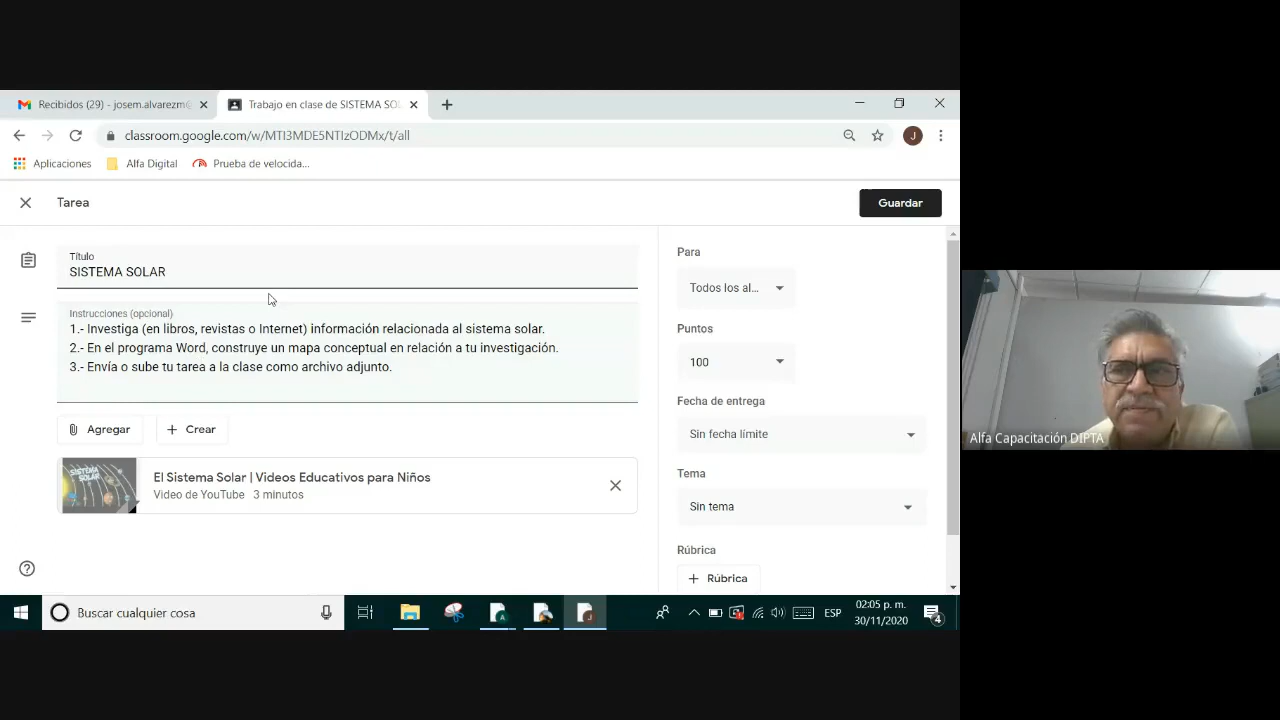 Recibidos (29) - josem.alvarezm@
Trabajo en clase de SISTEMA SO
classroom.google.com/w/MTI3MDE5NTIzODMx/t/all
J
Aplicaciones
Alfa Digital
Prueba de velocida...
Tarea
Guardar
Título
SISTEMA SOLAR
Instrucciones (opcional)
1.- Investiga (en libros, revistas o Internet) información relacionada al sistema solar.
2.- En el programa Word, construye un mapa conceptual en relación a tu investigación.
3.- Envía o sube tu tarea a la clase como archivo adjunto.
Agregar
Crear
SISTEMA SOLAR
El Sistema Solar | Videos Educativos para Niños
Video de YouTube 3 minutos
Para
Todos los al...
Puntos
100
Fecha de entrega
Sin fecha límite
Tema
Sin tema
Rúbrica
Rúbrica
Alfa Capacitación DIPTA
Buscar cualquier cosa
A
J
ESP
02:05 p. m.
30/11/2020
4